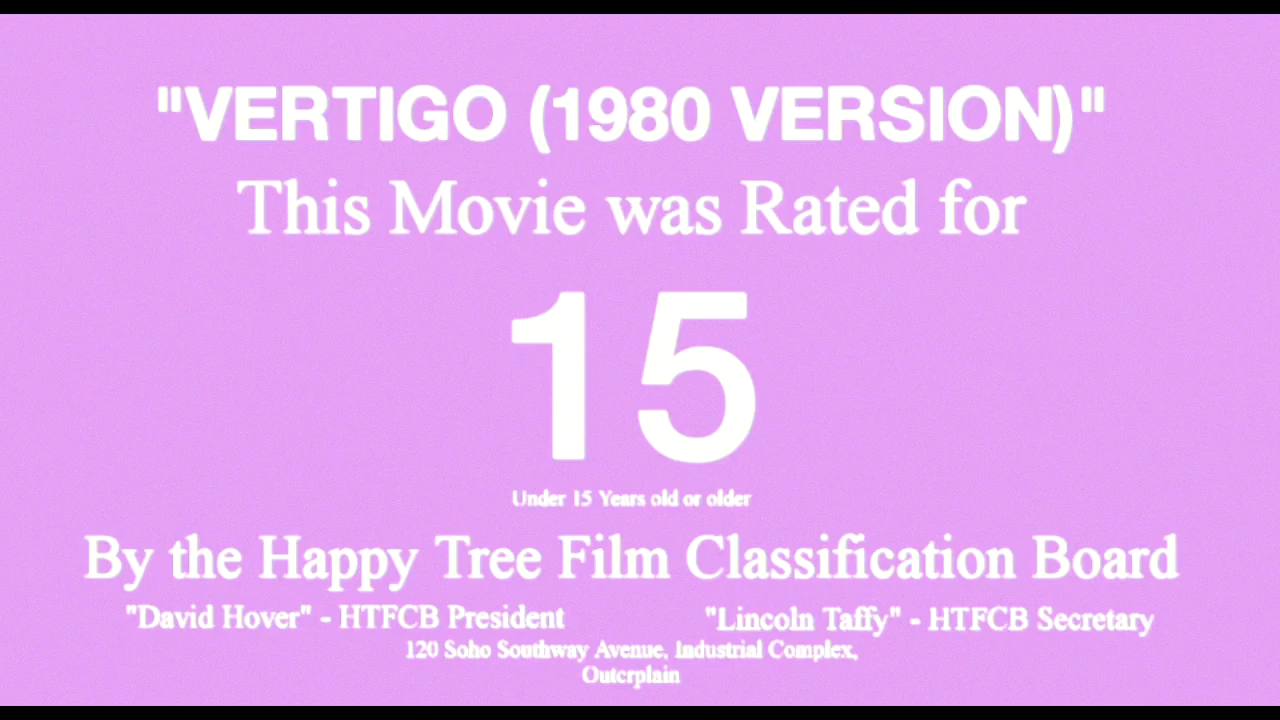 "VERTIGO (1980 VERSION)"
This Movie was Rated for
15
Under 15 Years old or older
By the Happy Tree Film Classification Board
"David Hover" - HTFCB President
"Lincoln Taffy" - HTFCB Secretary
120 Soho Southway Avenue, Industrial Complex,
Outerplain